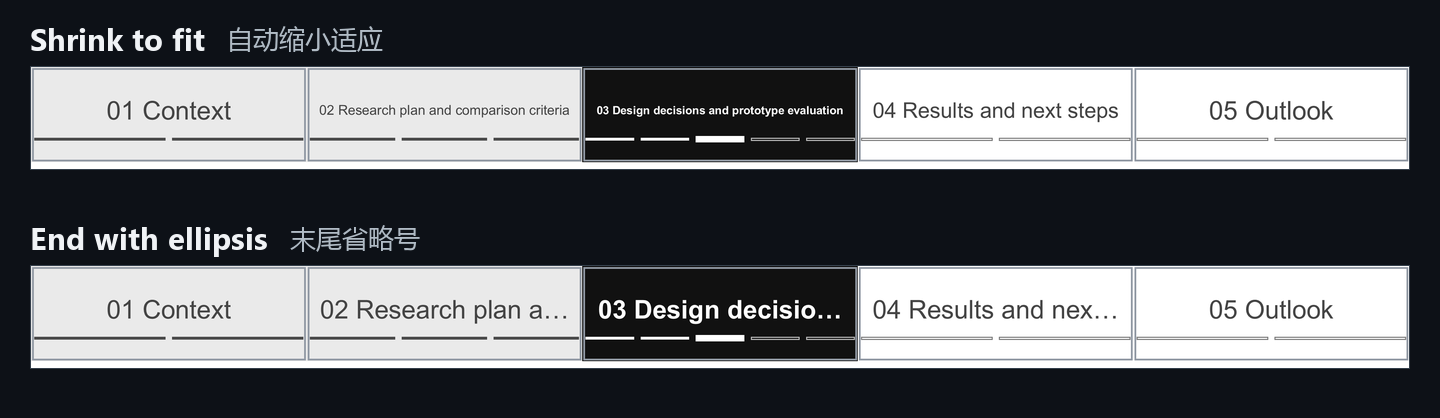 Shrink to fit 自动缩小适应
01 Context 02 Research plan and comparison criteria 03 Design decisions and prototype evaluation 04 Results and next steps 05 Outlook
End with ellipsis 末尾省略号
01 Context 02 Research plan a… 03 Design decisio… 04 Results and nex… 05 Outlook